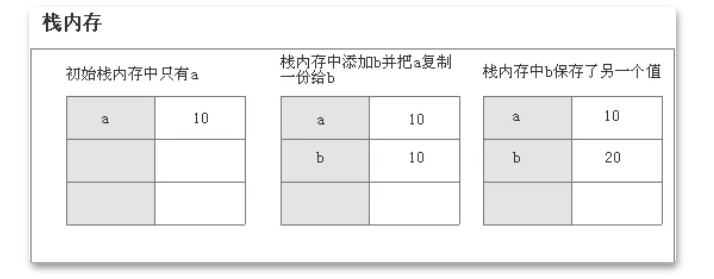 栈内存
初始栈内存中只有a
a 10
栈内存中添加b并把a复制
一份给b
a 10
b 10
栈内存中b保存了另一个值
a 10
b 20